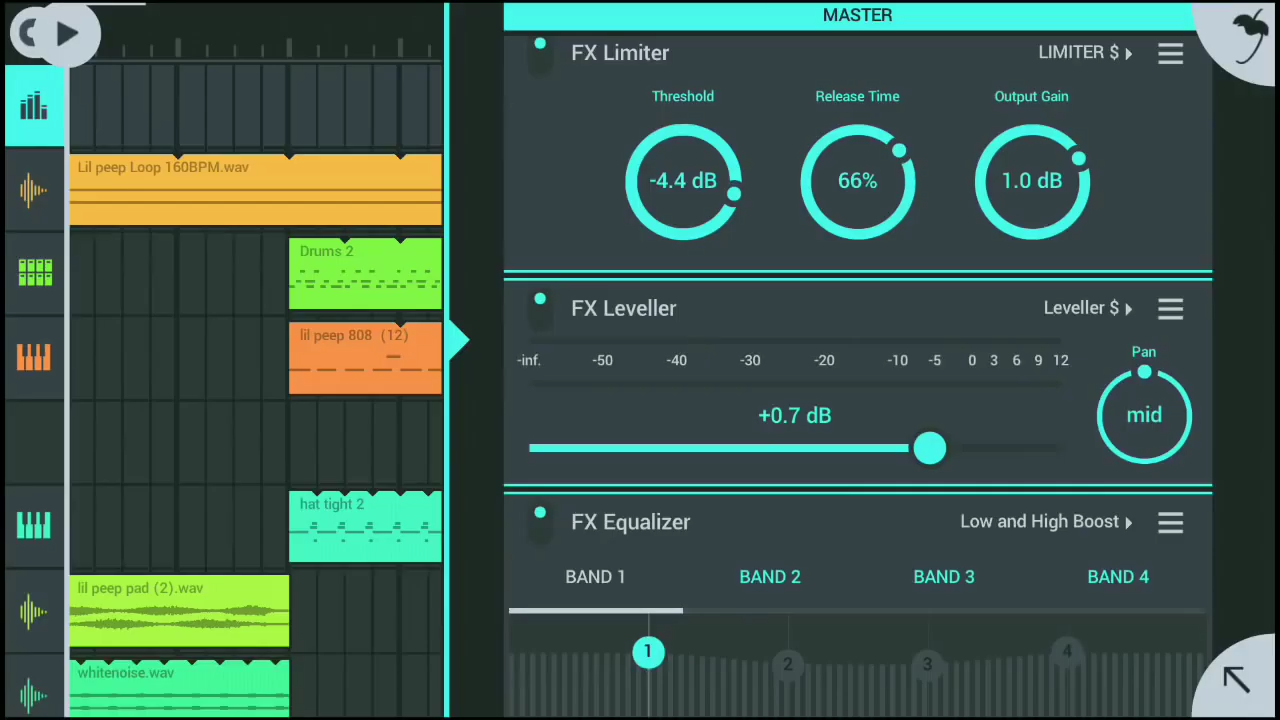 MASTER
FX Limiter
LIMITER $
Threshold
Release Time
Output Gain
-4.4 dB
66%
1.0 dB
Lil peep Loop 160BPM.wav
Drums 2
lil peep 808 (12)
hat tight 2
lil peep pad (2).wav
whitenoise.wav
FX Leveller
Leveller $
-inf.
-50
-40
-30
-20
-10
-5
0
3
6
9
12
Pan
+0.7 dB
mid
FX Equalizer
Low and High Boost
BAND 1
BAND 2
BAND 3
BAND 4
1
2
3
4